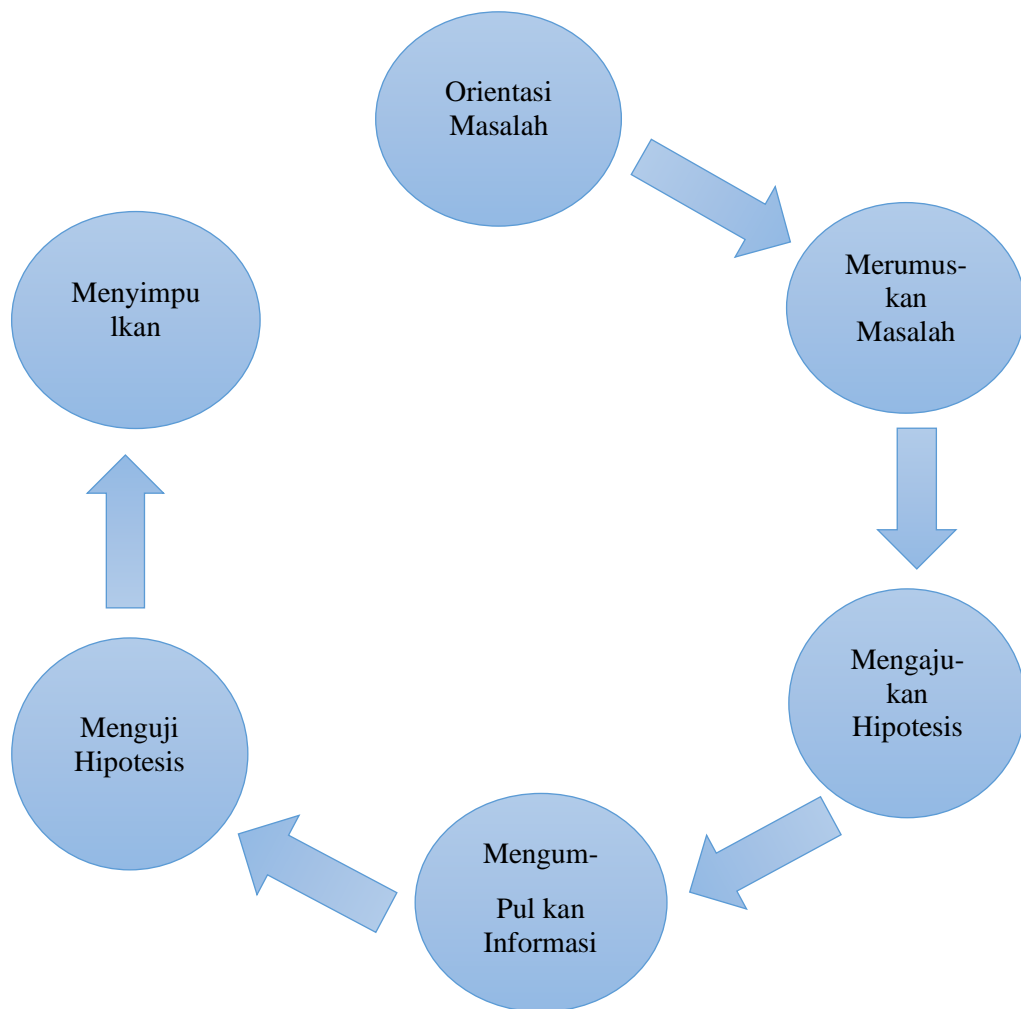 Orientasi
Masalah
Merumus-
kan
Masalah
Mengaju-
kan
Hipotesis
Mengum-
Pul kan
Informasi
Menguji
Hipotesis
Menyimpu
lkan